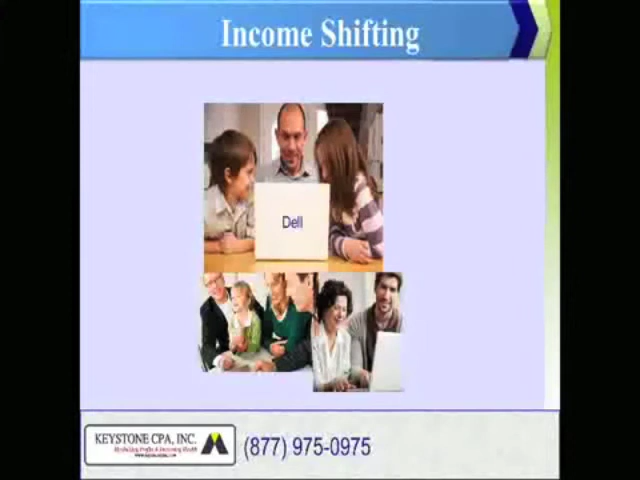 Income Shifting
Dell
KEYSTONE CPA, INC.
(877) 975-0975